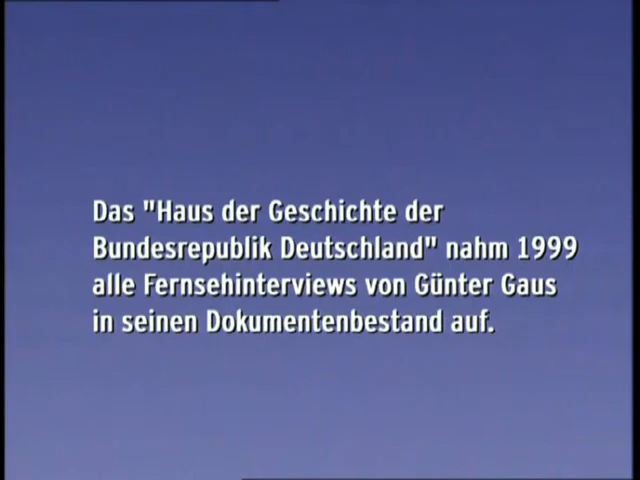 Das "Haus der Geschichte der
Bundesrepublik Deutschland" nahm 1999
alle Fernsehinterviews von Günter Gaus
in seinen Dokumentenbestand auf.